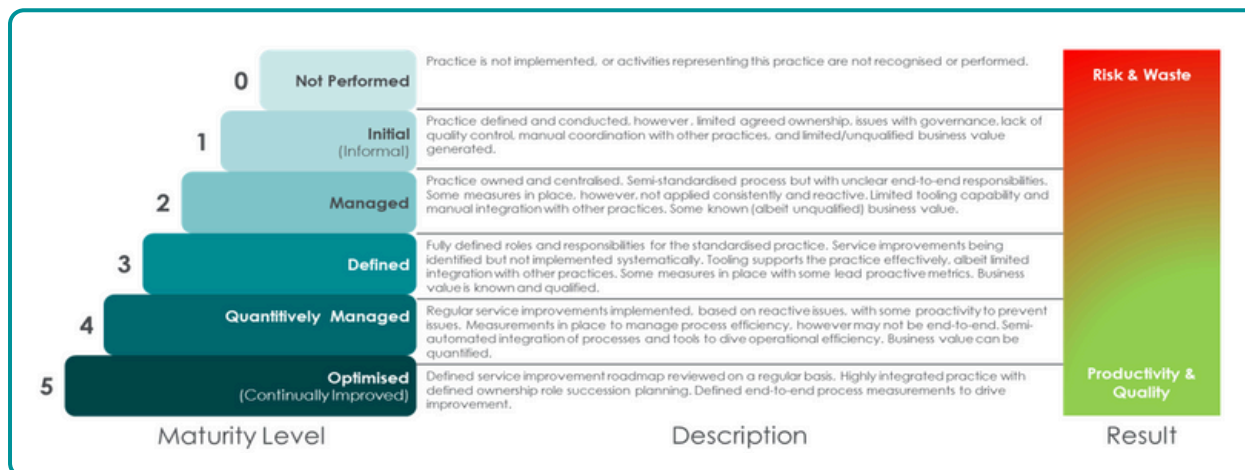 0
Not Performed
Practice is not implemented, or activities representing this practice are not recognised or performed.
Risk & Waste
1
Initial
(Informal)
Practice defined and conducted, however, limited agreed ownership, issues with governance, lack of
quality control, manual coordination with other practices, and limited/unqualified business value
generated.
2
Managed
Practice owned and centralised. Semi-standardised process but with unclear end-to-end responsibilities.
Some measures in place, however, not applied consistently and reactive. Limited tooling capability and
manual integration with other practices. Some known (albeit unqualified) business value.
3
Defined
Fully defined roles and responsibilities for the standardised practice. Service improvements being
identified but not implemented systematically. Tooling supports the practice effectively, albeit limited
integration with other practices. Some measures in place with some lead proactive metrics. Business
value is known and qualified.
4
Quantitively Managed
Regular service improvements implemented, based on reactive issues, with some proactivity to prevent
issues. Measurements in place to manage process efficiency, however may not be end-to-end. Semi-
automated integration of processes and tools to dive operational efficiency. Business value can be
quantified.
5
Optimised
(Continually Improved)
Defined service improvement roadmap reviewed on a regular basis. Highly integrated practice with
defined ownership role succession planning. Defined end-to-end process measurements to drive
improvement.
Productivity &
Quality
Maturity Level
Description
Result